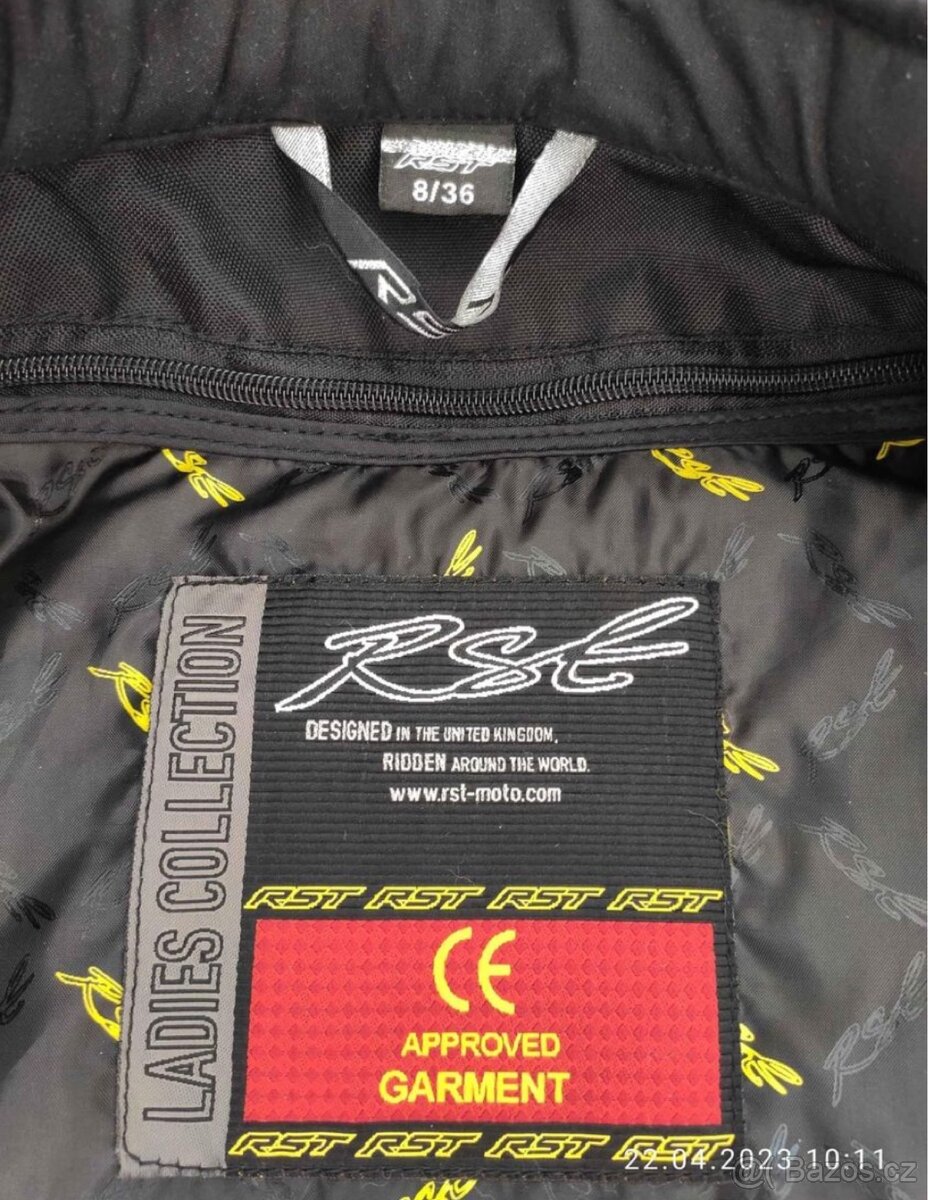 RST
8/36
RSt
DESIGNED IN THE UNITED KINGDOM,
RIDDEN AROUND THE WORLD.
www.rst-moto.com
LADIES COLLECTION
RST RST RST RST
CE
APPROVED
GARMENT
RST RST RST RST
22.04.2023 10:11
Bazos.cz